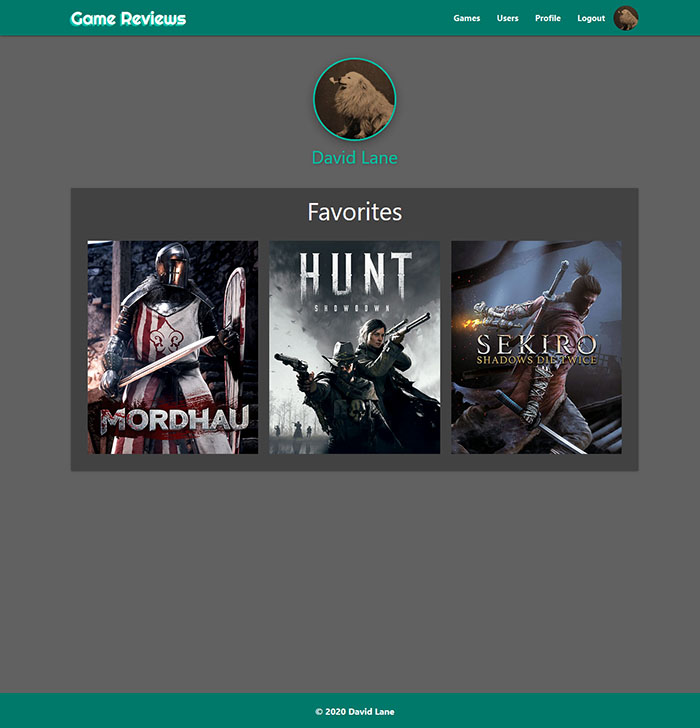 Game Reviews
Games Users Profile Logout
David Lane
Favorites
MORDHAU
HUNT
SHOWDOWN
SEKIRO
SHADOWS DIE TWICE
© 2020 David Lane